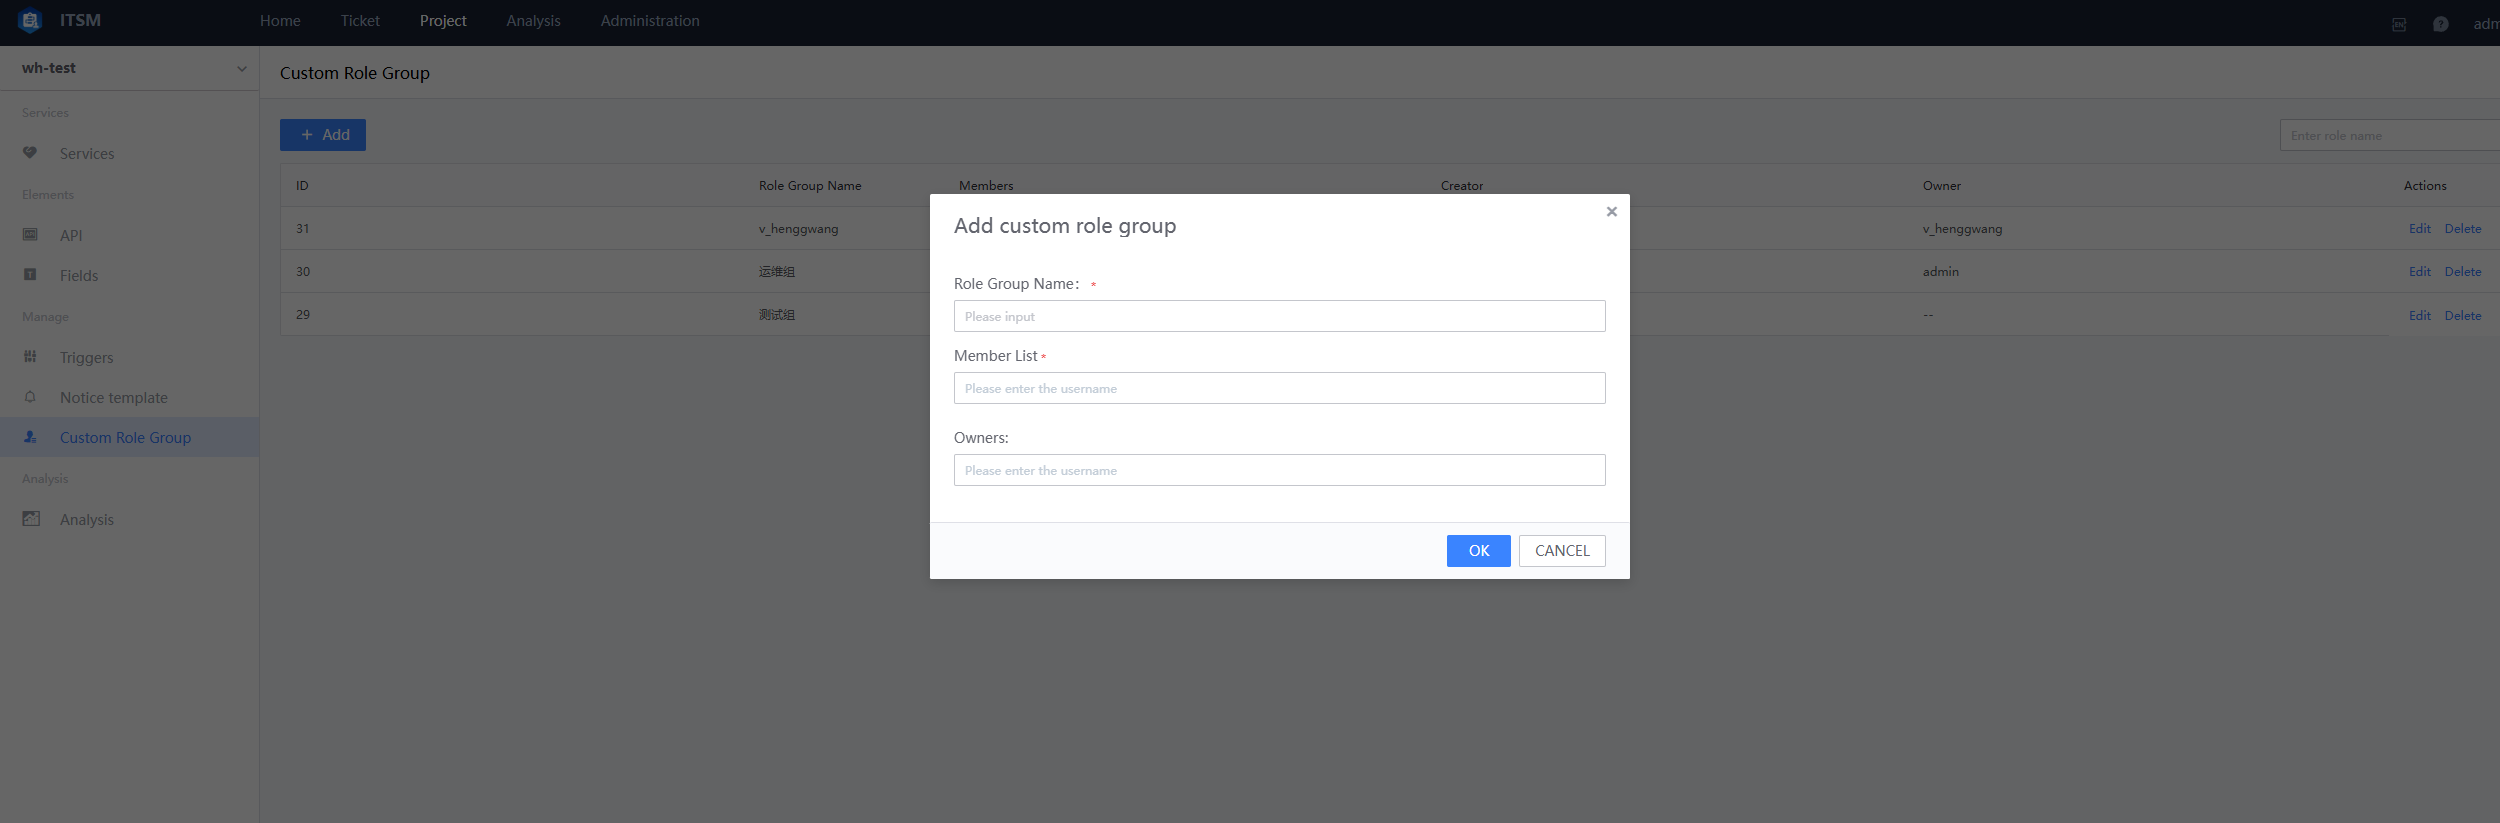 ITSM Home Ticket Project Analysis Administration EN ? adm
wh-test
Custom Role Group
Services
+ Add
Enter role name
Services
ID Role Group Name Members Creator Owner Actions
Elements
31 v_henggwang v_henggwang Edit Delete
API
30 运维组 admin Edit Delete
Fields
29 测试组 -- Edit Delete
Manage
Triggers
Notice template
Custom Role Group
Analysis
Analysis
Add custom role group
Role Group Name： *
Please input
Member List *
Please enter the username
Owners:
Please enter the username
OK CANCEL